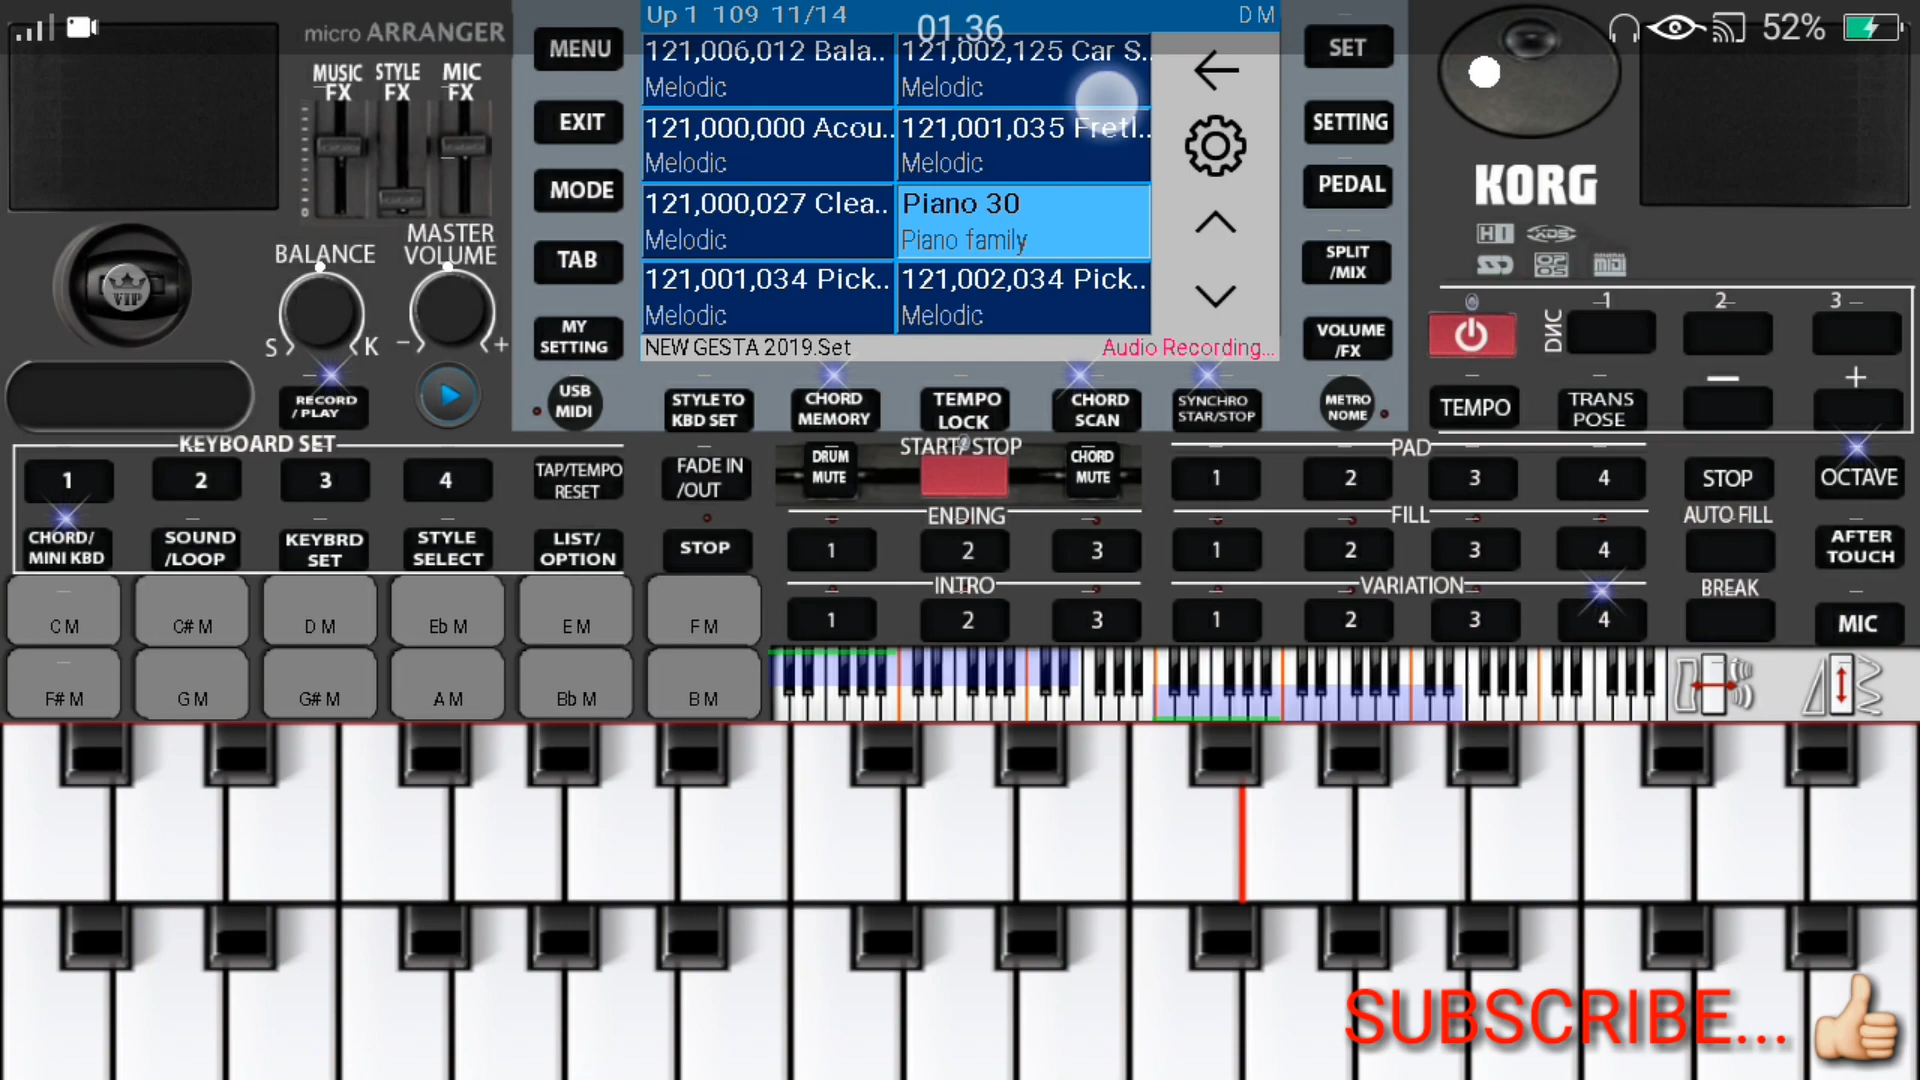 Up 1 109 11/14
01.36
D M
52%
micro ARRANGER
MUSIC FX
STYLE FX
MIC FX
MENU
EXIT
MODE
TAB
MY SETTING
USB MIDI
121,006,012 Bala..
Melodic
121,002,125 Car S..
Melodic
121,000,000 Acou..
Melodic
121,001,035 Fretl..
Melodic
121,000,027 Clea..
Melodic
Piano 30
Piano family
121,001,034 Pick..
Melodic
121,002,034 Pick..
Melodic
NEW GESTA 2019.Set
Audio Recording...
SET
SETTING
PEDAL
SPLIT /MIX
VOLUME /FX
METRO NOME
KORG
HI
XDS
SSD
OPOS
MIDI
VIP
BALANCE
MASTER VOLUME
S K - +
RECORD / PLAY
STYLE TO KBD SET
CHORD MEMORY
TEMPO LOCK
CHORD SCAN
SYNCHRO STAR/STOP
DNC
1 2 3
TEMPO
TRANS POSE
— +
KEYBOARD SET
1 2 3 4
TAP/TEMPO RESET
FADE IN /OUT
DRUM MUTE
START/STOP
CHORD MUTE
PAD
1 2 3 4
STOP
OCTAVE
CHORD/ MINI KBD
SOUND /LOOP
KEYBRD SET
STYLE SELECT
LIST/ OPTION
STOP
ENDING
1 2 3
FILL
1 2 3 4
AUTO FILL
AFTER TOUCH
INTRO
1 2 3
VARIATION
1 2 3 4
BREAK
MIC
C M
C# M
D M
Eb M
E M
F M
F# M
G M
G# M
A M
Bb M
B M
SUBSCRIBE...